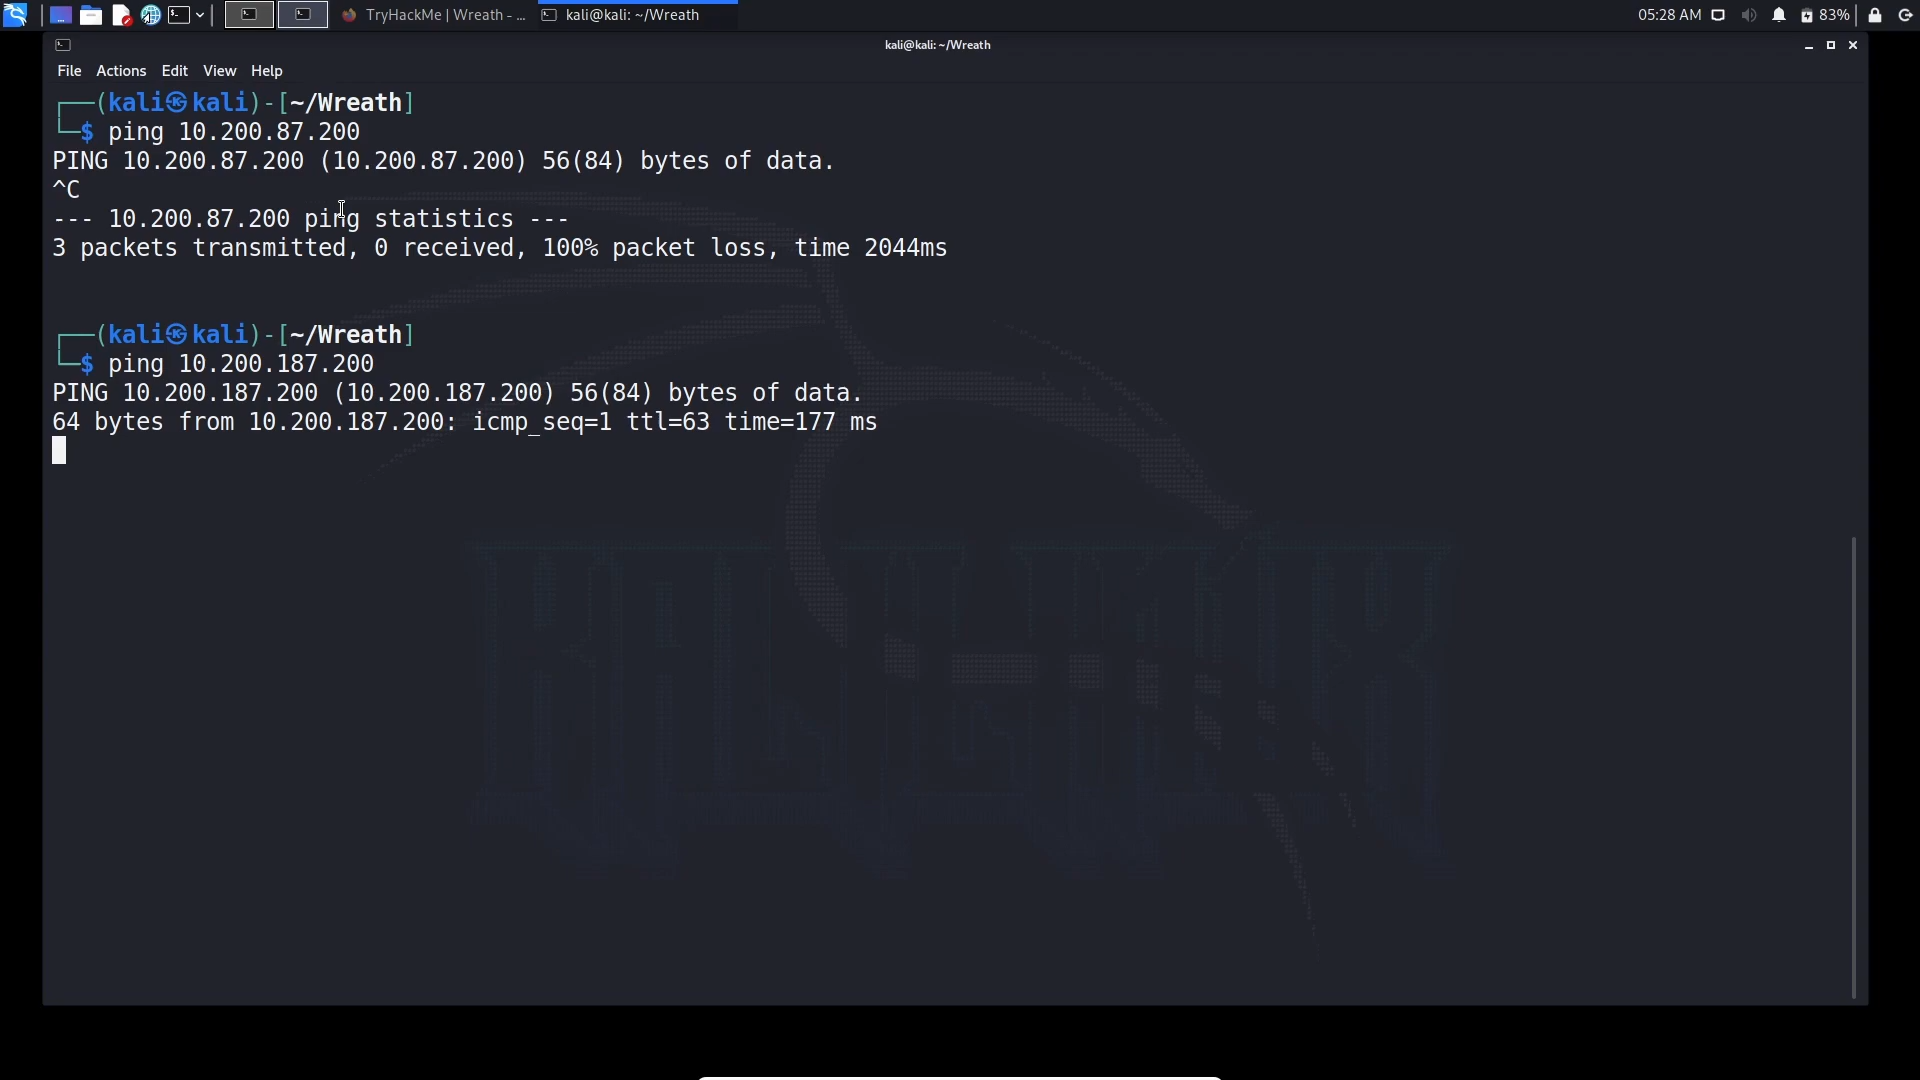 TryHackMe | Wreath - ...
kali@kali: ~/Wreath
05:28 AM
83%
kali@kali: ~/Wreath
File Actions Edit View Help
┌──(kali㉿kali)-[~/Wreath]
└─$ ping 10.200.87.200
PING 10.200.87.200 (10.200.87.200) 56(84) bytes of data.
^C
--- 10.200.87.200 ping statistics ---
3 packets transmitted, 0 received, 100% packet loss, time 2044ms
┌──(kali㉿kali)-[~/Wreath]
└─$ ping 10.200.187.200
PING 10.200.187.200 (10.200.187.200) 56(84) bytes of data.
64 bytes from 10.200.187.200: icmp_seq=1 ttl=63 time=177 ms